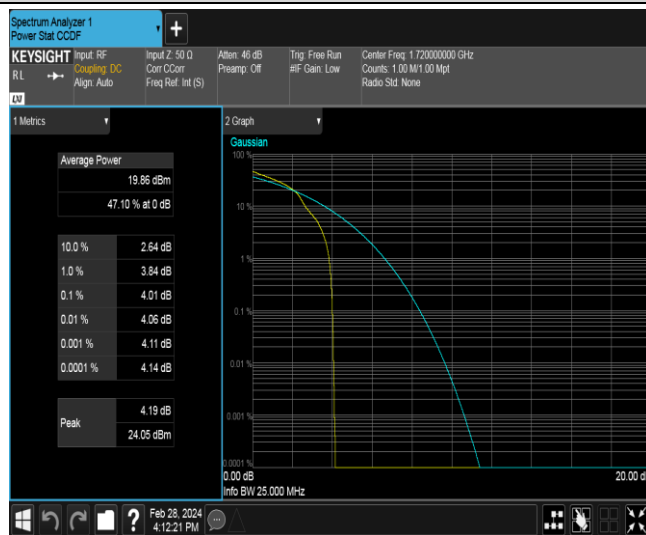 Spectrum Analyzer 1
Power Stat CCDF
KEYSIGHT
RL
LXI
Input: RF
Coupling: DC
Align: Auto
Input Z: 50 Ω
Corr CCorr
Freq Ref: Int (S)
Atten: 46 dB
Preamp: Off
Trig: Free Run
#IF Gain: Low
Center Freq: 1.720000000 GHz
Counts: 1.00 M/1.00 Mpt
Radio Std: None
1 Metrics
Average Power
19.86 dBm
47.10 % at 0 dB
10.0 % 2.64 dB
1.0 % 3.84 dB
0.1 % 4.01 dB
0.01 % 4.06 dB
0.001 % 4.11 dB
0.0001 % 4.14 dB
Peak
4.19 dB
24.05 dBm
2 Graph
Gaussian
100 %
10 %
1 %
0.1 %
0.01 %
0.001 %
0.0001 %
0.00 dB
20.00 d
Info BW 25.000 MHz
?
Feb 28, 2024
4:12:21 PM